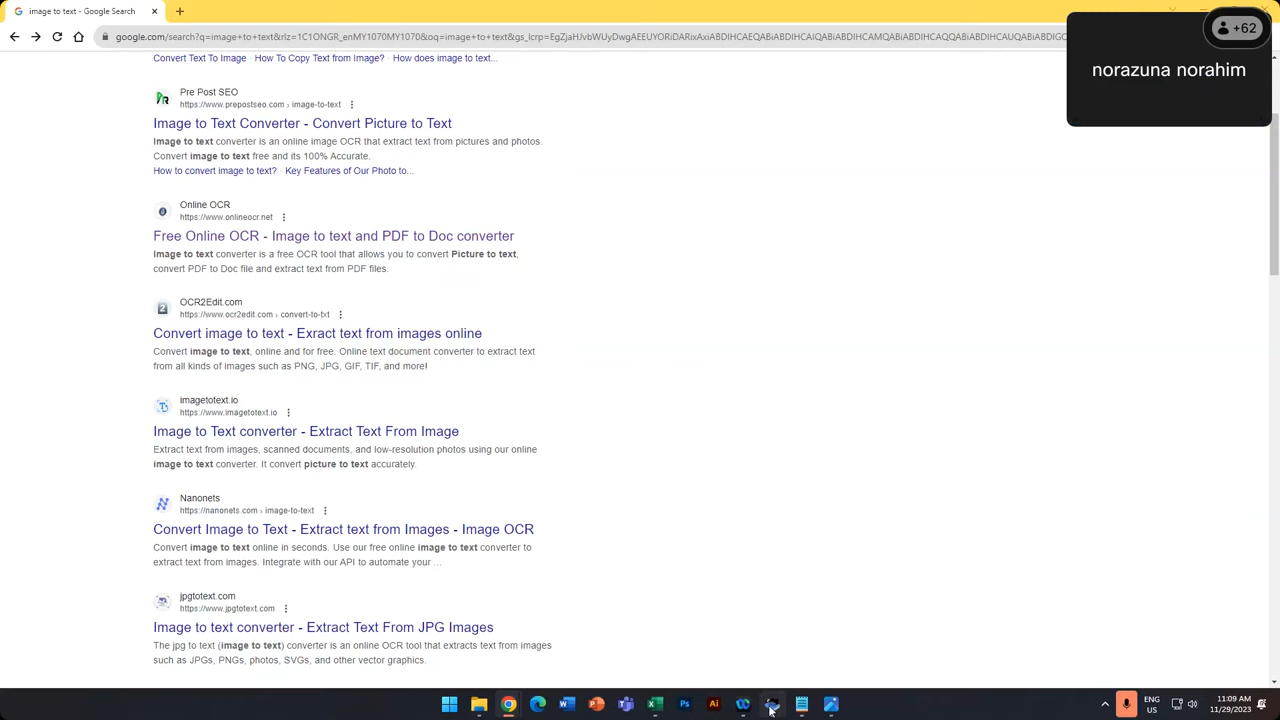 image to text - Google Search
google.com/search?q=image+to+text&rlz=1C1ONGR_enMY1070MY1070&oq=image+to+text&gs_lcrp=
+62
norazuna norahim
Convert Text To Image · How To Copy Text from Image? · How does image to text...
Pre Post SEO
https://www.prepostseo.com › image-to-text
Image to Text Converter - Convert Picture to Text
Image to text converter is an online image OCR that extract text from pictures and photos.
Convert image to text free and its 100% Accurate.
How to convert image to text? · Key Features of Our Photo to...
Online OCR
https://www.onlineocr.net
Free Online OCR - Image to text and PDF to Doc converter
Image to text converter is a free OCR tool that allows you to convert Picture to text,
convert PDF to Doc file and extract text from PDF files.
OCR2Edit.com
https://www.ocr2edit.com › convert-to-txt
Convert image to text - Exract text from images online
Convert image to text, online and for free. Online text document converter to extract text
from all kinds of images such as PNG, JPG, GIF, TIF, and more!
imagetotext.io
https://www.imagetotext.io
Image to Text converter - Extract Text From Image
Extract text from images, scanned documents, and low-resolution photos using our online
image to text converter. It convert picture to text accurately.
Nanonets
https://nanonets.com › image-to-text
Convert Image to Text - Extract text from Images - Image OCR
Convert image to text online in seconds. Use our free online image to text converter to
extract text from images. Integrate with our API to automate your ...
jpgtotext.com
https://www.jpgtotext.com
Image to text converter - Extract Text From JPG Images
The jpg to text (image to text) converter is an online OCR tool that extracts text from images
such as JPGs, PNGs, photos, SVGs, and other vector graphics.
ENG
US
11:09 AM
11/29/2023